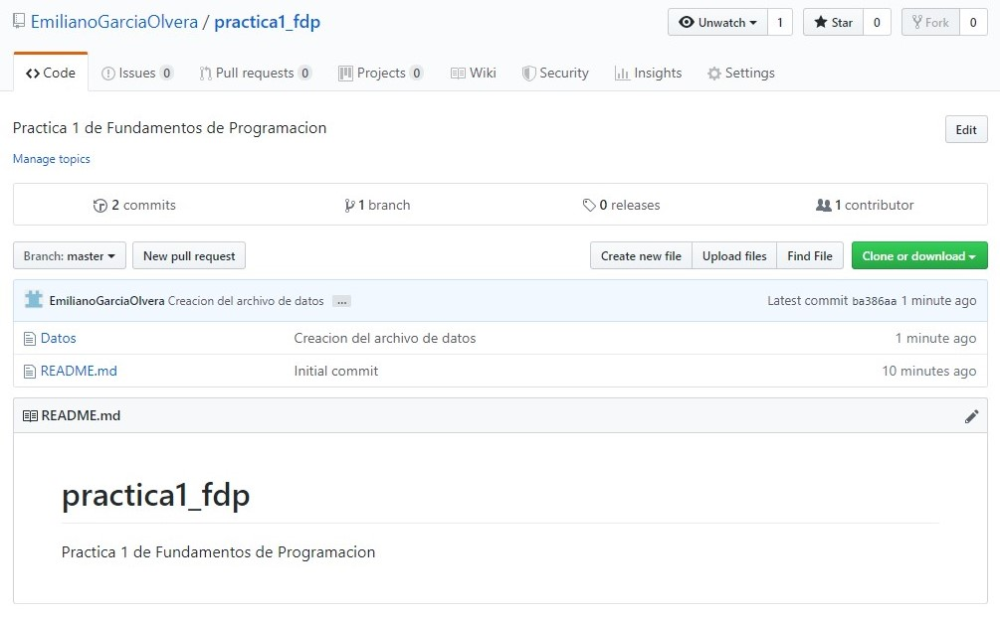 EmilianoGarciaOlvera / practica1_fdp Unwatch 1 Star 0 Fork 0
Code Issues 0 Pull requests 0 Projects 0 Wiki Security Insights Settings
Practica 1 de Fundamentos de Programacion Edit
Manage topics
2 commits 1 branch 0 releases 1 contributor
Branch: master New pull request Create new file Upload files Find File Clone or download
EmilianoGarciaOlvera Creacion del archivo de datos ... Latest commit ba386aa 1 minute ago
Datos Creacion del archivo de datos 1 minute ago
README.md Initial commit 10 minutes ago
README.md
practica1_fdp
Practica 1 de Fundamentos de Programacion